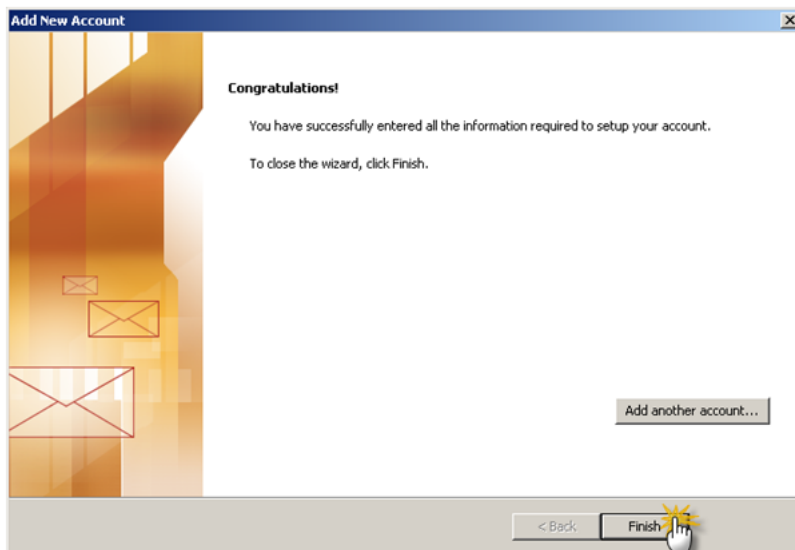 Add New Account
Congratulations!
You have successfully entered all the information required to setup your account.
To close the wizard, click Finish.
Add another account...
< Back
Finish